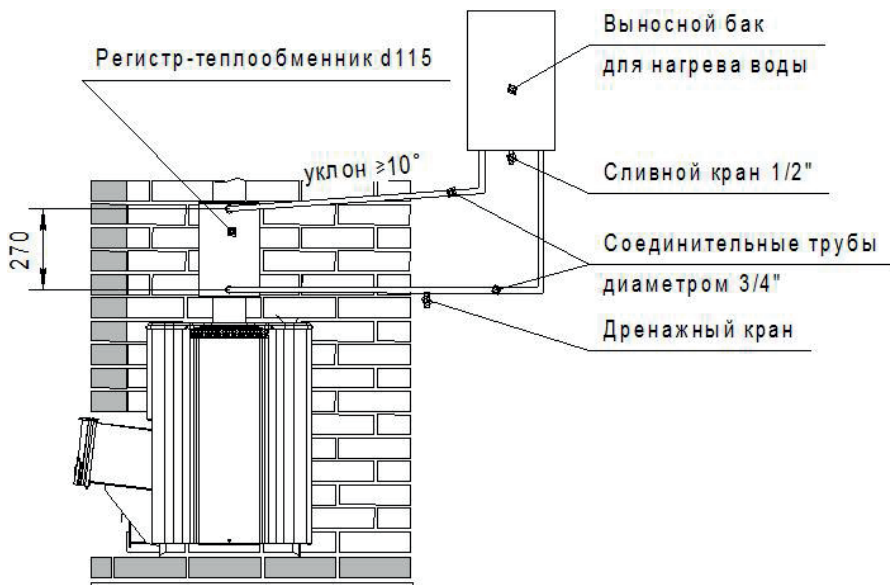 Регистр-теплообменник d115
Выносной бак
для нагрева воды
уклон ≥10°
Сливной кран 1/2"
270
Соединительные трубы
диаметром 3/4"
Дренажный кран